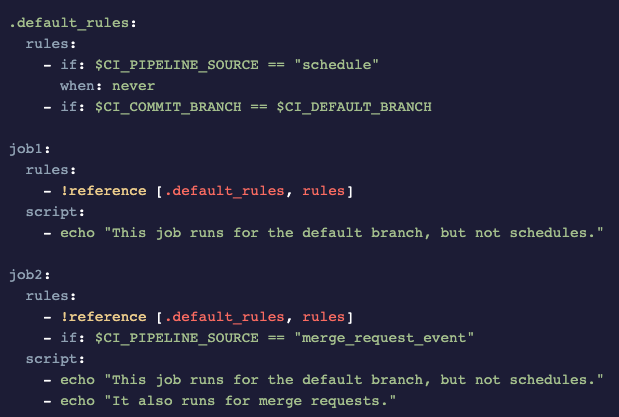 .default_rules:
  rules:
    - if: $CI_PIPELINE_SOURCE == "schedule"
      when: never
    - if: $CI_COMMIT_BRANCH == $CI_DEFAULT_BRANCH

job1:
  rules:
    - !reference [.default_rules, rules]
  script:
    - echo "This job runs for the default branch, but not schedules."

job2:
  rules:
    - !reference [.default_rules, rules]
    - if: $CI_PIPELINE_SOURCE == "merge_request_event"
  script:
    - echo "This job runs for the default branch, but not schedules."
    - echo "It also runs for merge requests."